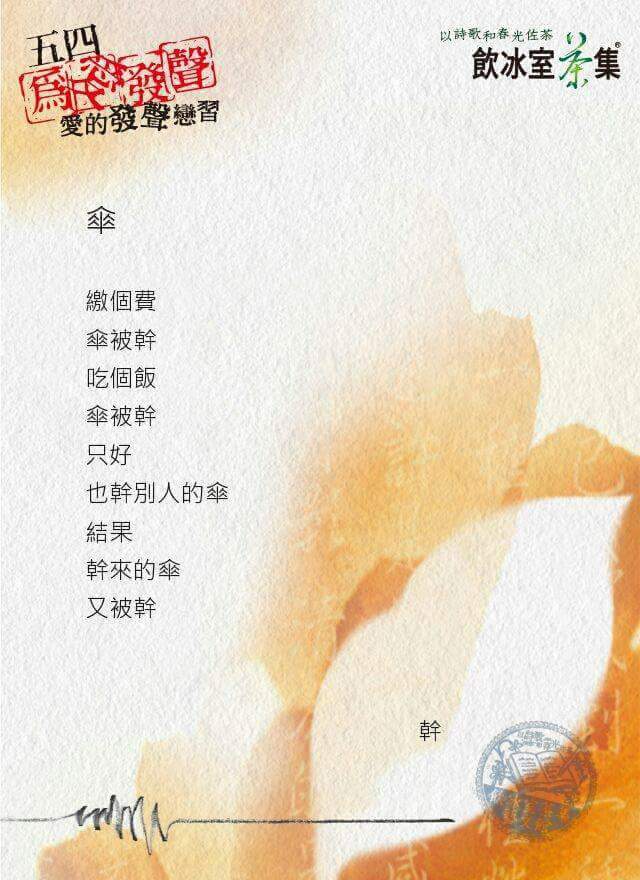 五四
為民發聲
愛的發聲戀習
以詩歌和春光佐茶
飲冰室茶集®
傘
繳個費
傘被幹
吃個飯
傘被幹
只好
也幹別人的傘
結果
幹來的傘
又被幹
幹